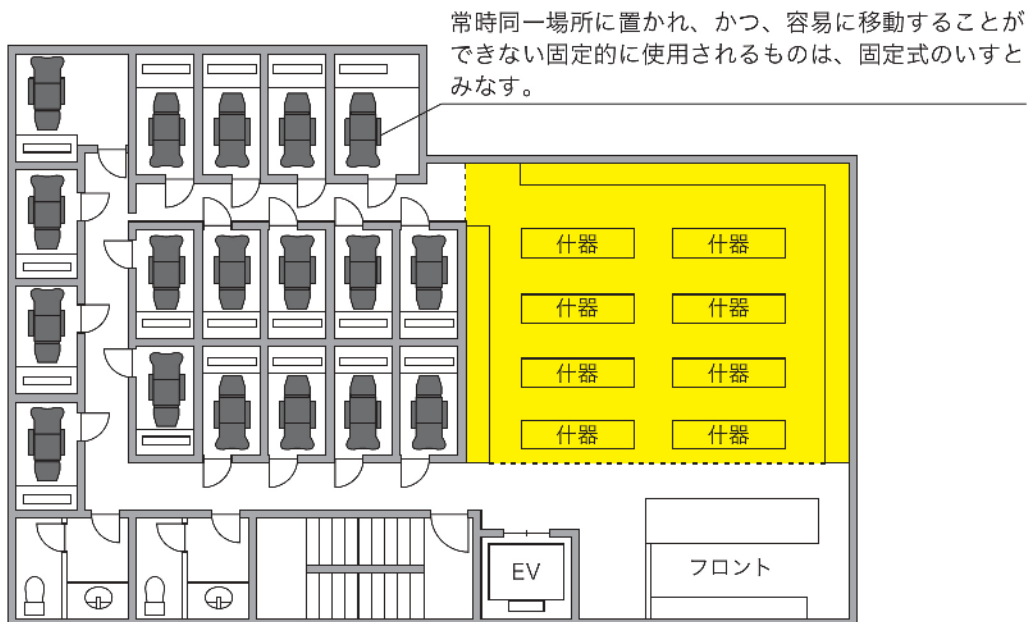 常時同一場所に置かれ、かつ、容易に移動することが
できない固定的に使用されるものは、固定式のいすと
みなす。
什器 什器
什器 什器
什器 什器
什器 什器
EV
フロント